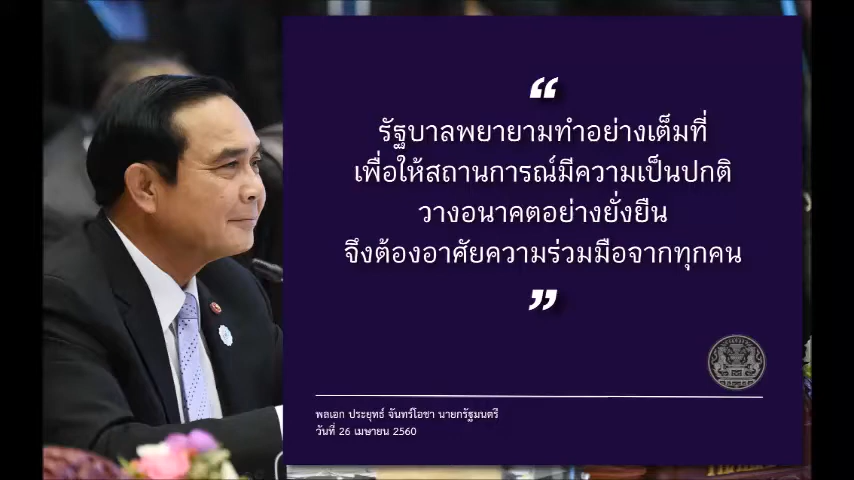 “
รัฐบาลพยายามทำอย่างเต็มที่
เพื่อให้สถานการณ์มีความเป็นปกติ
วางอนาคตอย่างยั่งยืน
จึงต้องอาศัยความร่วมมือจากทุกคน
”
พลเอก ประยุทธ์ จันทร์โอชา นายกรัฐมนตรี
วันที่ 26 เมษายน 2560